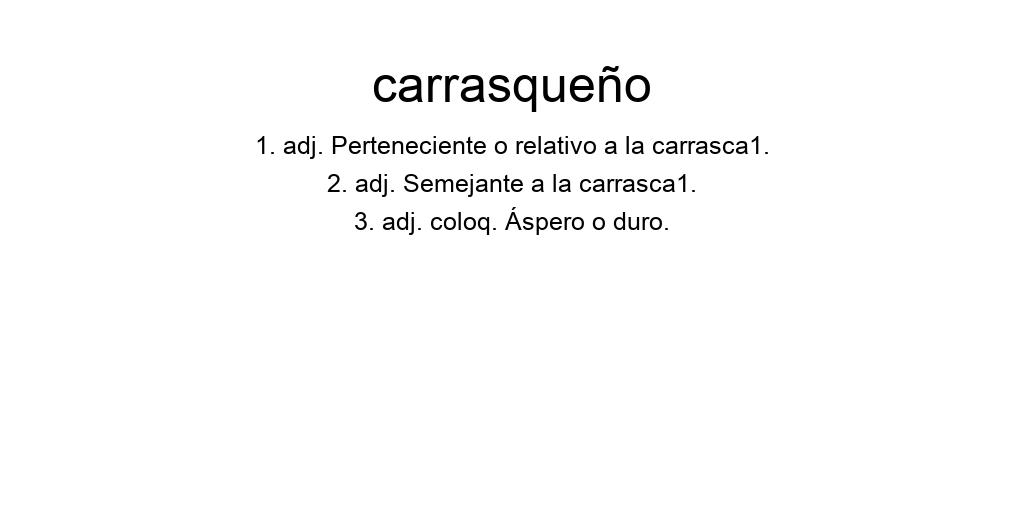 carrasqueño
1. adj. Perteneciente o relativo a la carrasca1.
2. adj. Semejante a la carrasca1.
3. adj. coloq. Áspero o duro.